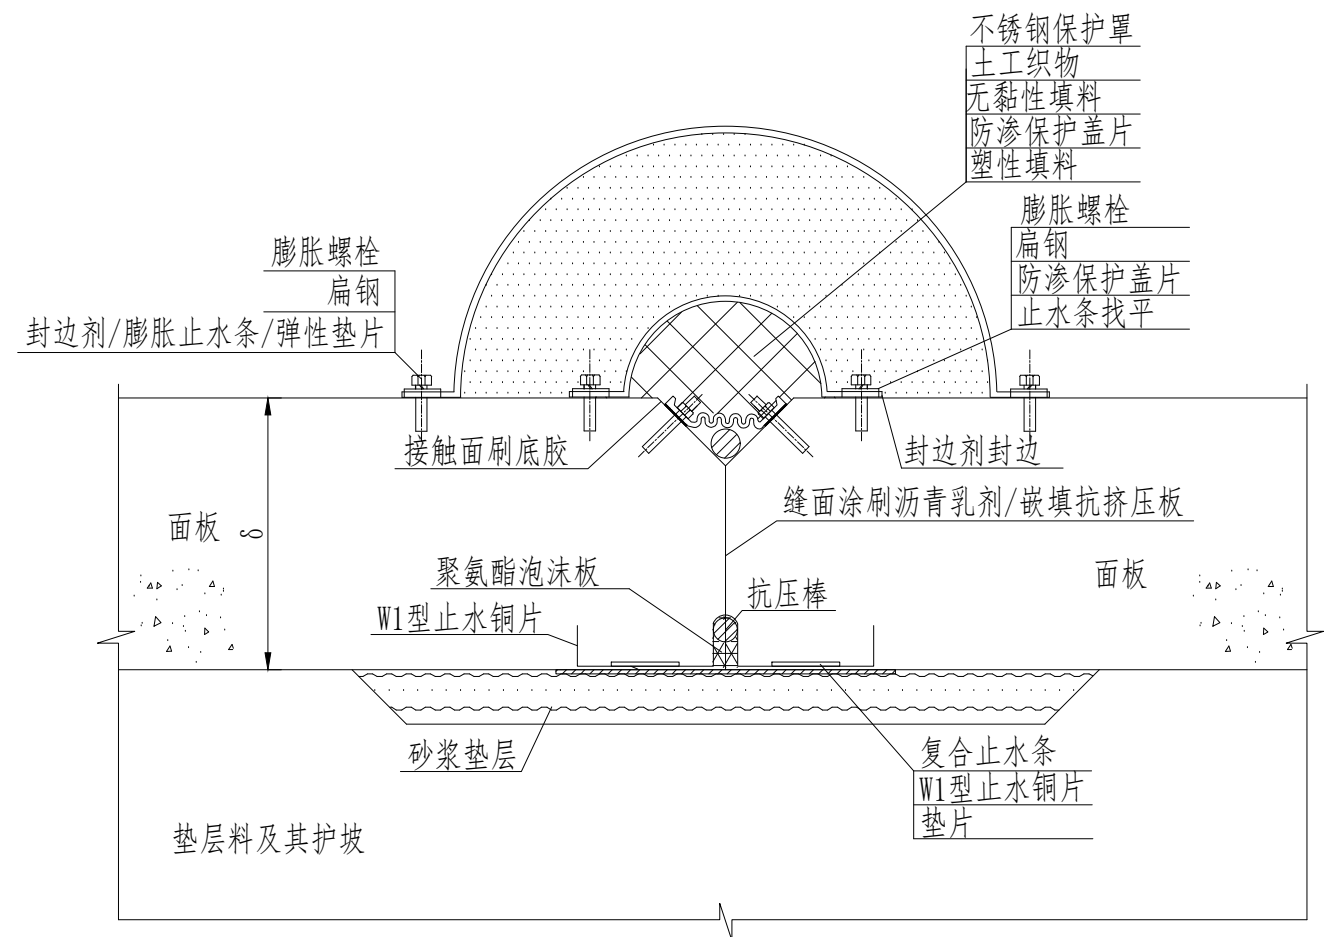 不锈钢保护罩
土工织物
无黏性填料
防渗保护盖片
塑性填料
膨胀螺栓
扁钢
防渗保护盖片
止水条找平
膨胀螺栓
扁钢
封边剂/膨胀止水条/弹性垫片
接触面刷底胶
封边剂封边
缝面涂刷沥青乳剂/嵌填抗挤压板
面板
δ
聚氨酯泡沫板
抗压棒
面板
W1型止水铜片
砂浆垫层
复合止水条
W1型止水铜片
垫片
垫层料及其护坡